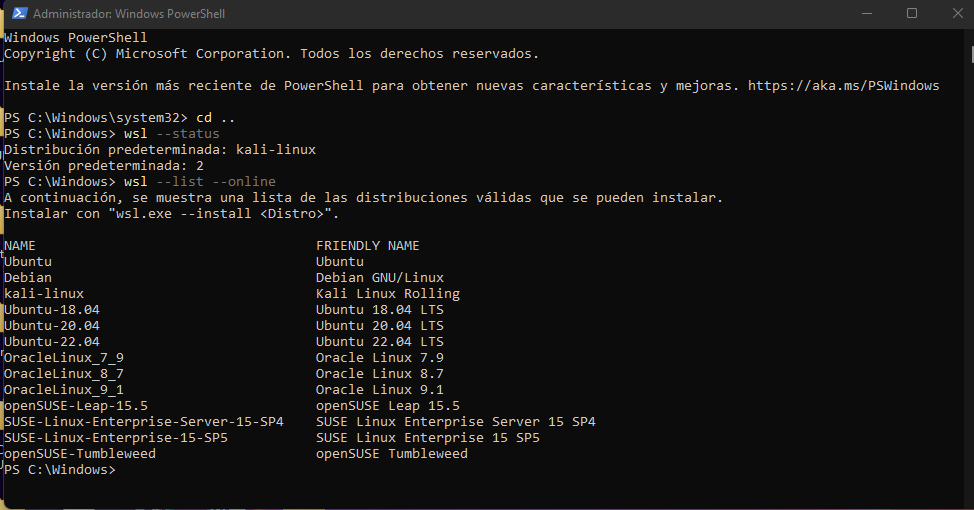 Administrador: Windows PowerShell
Windows PowerShell
Copyright (C) Microsoft Corporation. Todos los derechos reservados.
Instale la versión más reciente de PowerShell para obtener nuevas características y mejoras. https://aka.ms/PSWindows
PS C:\Windows\system32> cd ..
PS C:\Windows> wsl --status
Distribución predeterminada: kali-linux
Versión predeterminada: 2
PS C:\Windows> wsl --list --online
A continuación, se muestra una lista de las distribuciones válidas que se pueden instalar.
Instalar con "wsl.exe --install <Distro>".
NAME FRIENDLY NAME
Ubuntu Ubuntu
Debian Debian GNU/Linux
kali-linux Kali Linux Rolling
Ubuntu-18.04 Ubuntu 18.04 LTS
Ubuntu-20.04 Ubuntu 20.04 LTS
Ubuntu-22.04 Ubuntu 22.04 LTS
OracleLinux_7_9 Oracle Linux 7.9
OracleLinux_8_7 Oracle Linux 8.7
OracleLinux_9_1 Oracle Linux 9.1
openSUSE-Leap-15.5 openSUSE Leap 15.5
SUSE-Linux-Enterprise-Server-15-SP4 SUSE Linux Enterprise Server 15 SP4
SUSE-Linux-Enterprise-15-SP5 SUSE Linux Enterprise 15 SP5
openSUSE-Tumbleweed openSUSE Tumbleweed
PS C:\Windows>